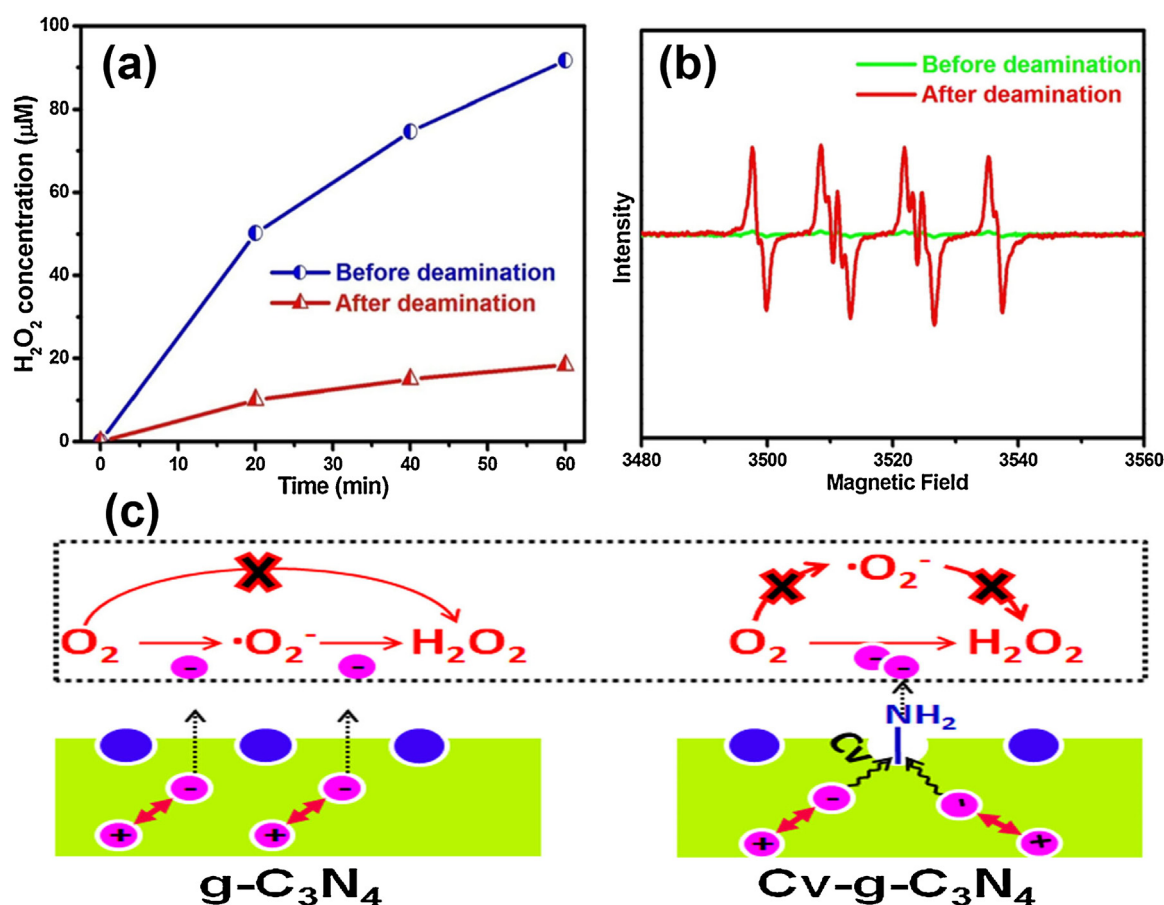 (a)
H₂O₂ concentration (μM)
100
80
60
40
20
0
Before deamination
After deamination
0 10 20 30 40 50 60
Time (min)
(b)
Before deamination
After deamination
Intensity
3480 3500 3520 3540 3560
Magnetic Field
(c)
O₂ ·O₂⁻ H₂O₂
- -
- -
+ +
g-C₃N₄
·O₂⁻
O₂ H₂O₂
- -
NH₂
Cv
- -
+ +
Cv-g-C₃N₄